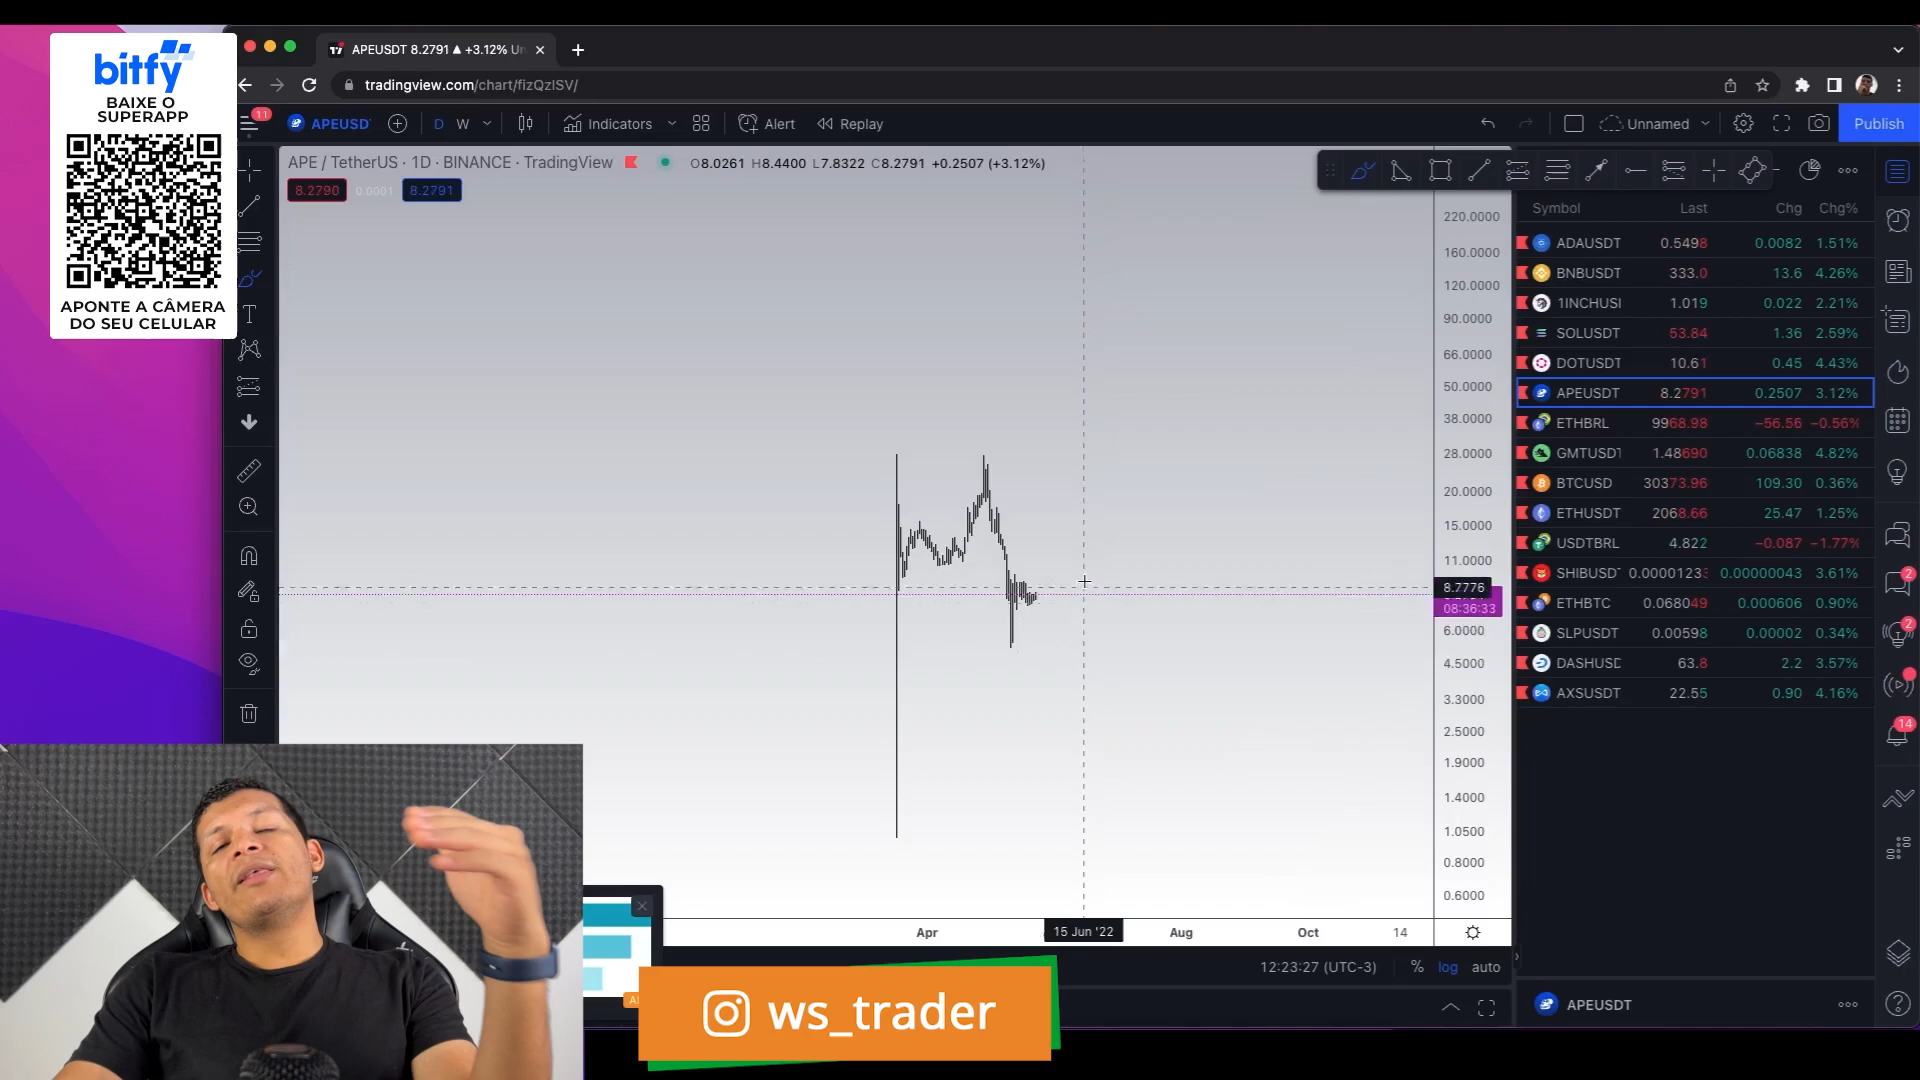 bitfy
BAIXE O
SUPERAPP
APONTE A CÂMERA
DO SEU CELULAR
APEUSDT 8.2791 ▲ +3.12% Un
tradingview.com/chart/fizQzISV/
11
APEUSD
D W
Indicators
Alert
Replay
Unnamed
Publish
APE / TetherUS · 1D · BINANCE · TradingView
O8.0261 H8.4400 L7.8322 C8.2791 +0.2507 (+3.12%)
8.2790 0.0001 8.2791
220.0000
160.0000
120.0000
90.0000
66.0000
50.0000
38.0000
28.0000
20.0000
15.0000
11.0000
8.7776
08:36:33
6.0000
4.5000
3.3000
2.5000
1.9000
1.4000
1.0500
0.8000
0.6000
Symbol Last Chg Chg%
ADAUSDT 0.5498 0.0082 1.51%
BNBUSDT 333.0 13.6 4.26%
1INCHUSI 1.019 0.022 2.21%
SOLUSDT 53.84 1.36 2.59%
DOTUSDT 10.61 0.45 4.43%
APEUSDT 8.2791 0.2507 3.12%
ETHBRL 9968.98 −56.56 −0.56%
GMTUSDT 1.48690 0.06838 4.82%
BTCUSD 30373.96 109.30 0.36%
ETHUSDT 2068.66 25.47 1.25%
USDTBRL 4.822 −0.087 −1.77%
SHIBUSD 0.00001233 0.00000043 3.61%
ETHBTC 0.068049 0.000606 0.90%
SLPUSDT 0.00598 0.00002 0.34%
DASHUSD 63.8 2.2 3.57%
AXSUSDT 22.55 0.90 4.16%
2
2
14
Apr 15 Jun '22 Aug Oct 14
12:23:27 (UTC-3) % log auto
APEUSDT
ws_trader